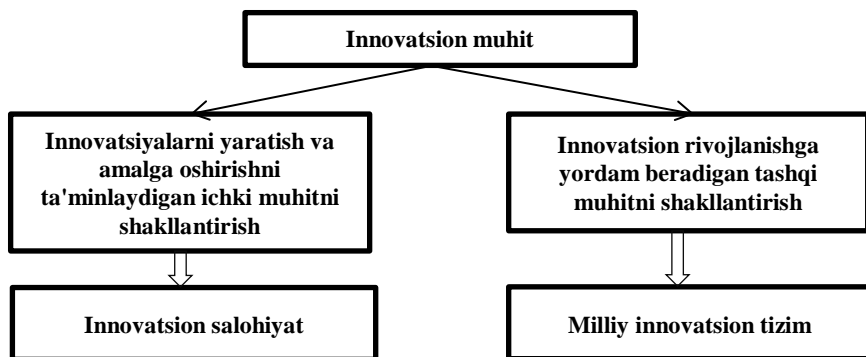 Innovatsion muhit
Innovatsiyalarni yaratish va
amalga oshirishni
ta'minlaydigan ichki muhitni
shakllantirish
Innovatsion rivojlanishga
yordam beradigan tashqi
muhitni shakllantirish
Innovatsion salohiyat
Milliy innovatsion tizim